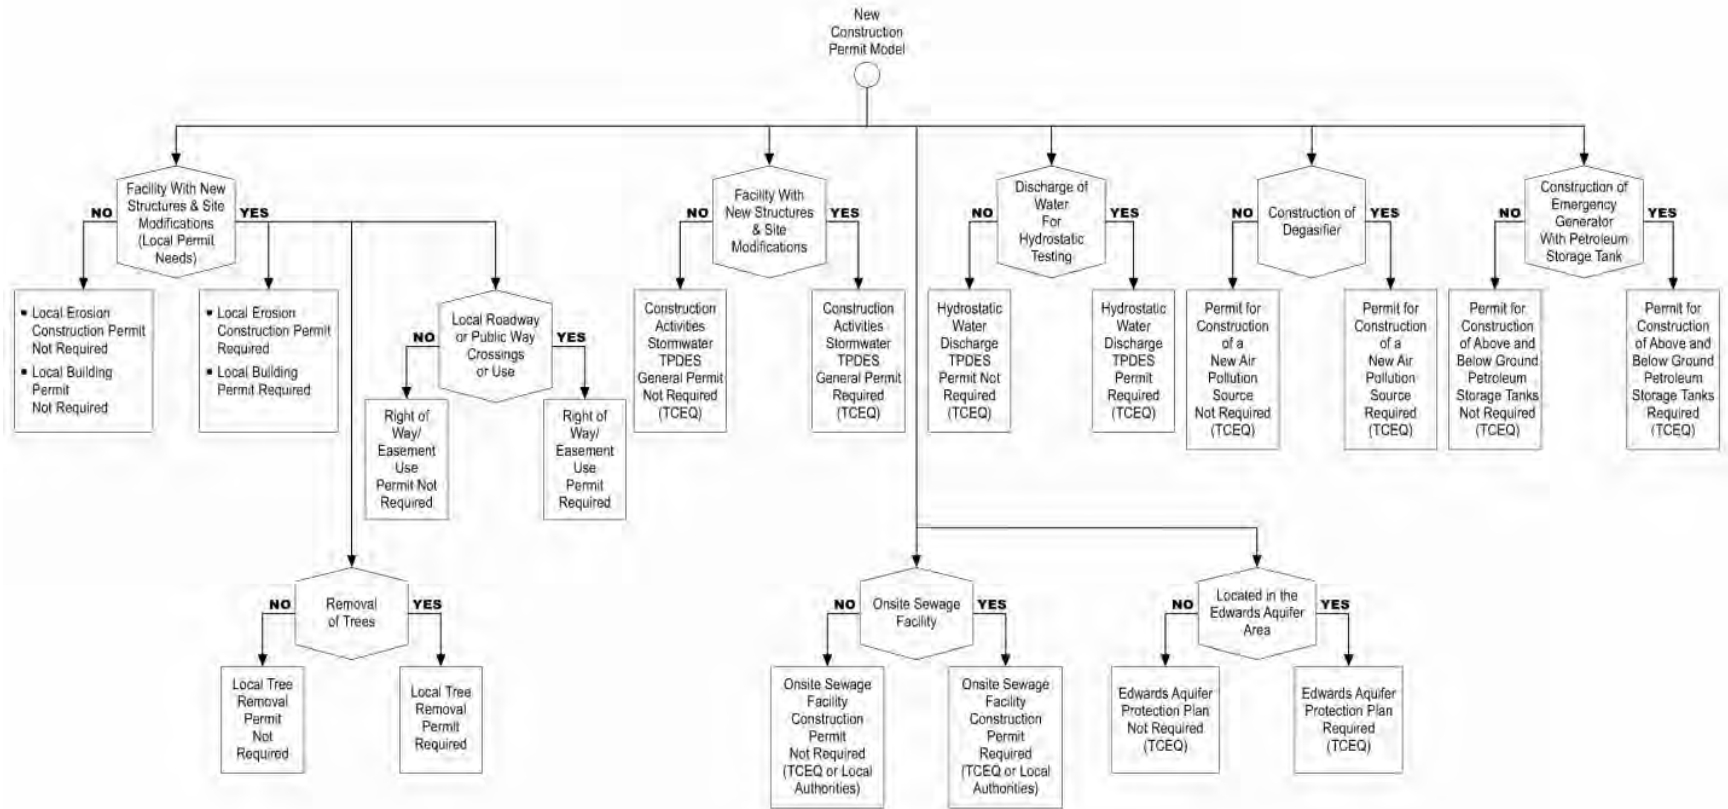 New
Construction
Permit Model
Facility With New
Structures & Site
Modifications
(Local Permit
Needs)
NO
YES
▪ Local Erosion
Construction Permit
Not Required
▪ Local Building
Permit
Not Required
▪ Local Erosion
Construction Permit
Required
▪ Local Building
Permit Required
Local Roadway
or Public Way
Crossings
or Use
NO
YES
Right of
Way/
Easement
Use
Permit Not
Required
Right of
Way/
Easement
Use
Permit
Required
Removal
of Trees
NO
YES
Local Tree
Removal
Permit
Not
Required
Local Tree
Removal
Permit
Required
Facility With
New Structures
& Site
Modifications
NO
YES
Construction
Activities
Stormwater
TPDES
General Permit
Not Required
(TCEQ)
Construction
Activities
Stormwater
TPDES
General Permit
Required
(TCEQ)
Onsite Sewage
Facility
NO
YES
Onsite Sewage
Facility
Construction
Permit
Not Required
(TCEQ or Local
Authorities)
Onsite Sewage
Facility
Construction
Permit
Required
(TCEQ or Local
Authorities)
Located in the
Edwards Aquifer
Area
NO
YES
Edwards Aquifer
Protection Plan
Not Required
(TCEQ)
Edwards Aquifer
Protection Plan
Required
(TCEQ)
Discharge of
Water
For
Hydrostatic
Testing
NO
YES
Hydrostatic
Water
Discharge
TPDES
Permit Not
Required
(TCEQ)
Hydrostatic
Water
Discharge
TPDES
Permit
Required
(TCEQ)
Construction of
Degasifier
NO
YES
Permit for
Construction
of a
New Air
Pollution
Source
Not Required
(TCEQ)
Permit for
Construction
of a
New Air
Pollution
Source
Required
(TCEQ)
Construction of
Emergency
Generator
With Petroleum
Storage Tank
NO
YES
Permit for
Construction
of Above and
Below Ground
Petroleum
Storage Tanks
Not Required
(TCEQ)
Permit for
Construction
of Above and
Below Ground
Petroleum
Storage Tanks
Required
(TCEQ)